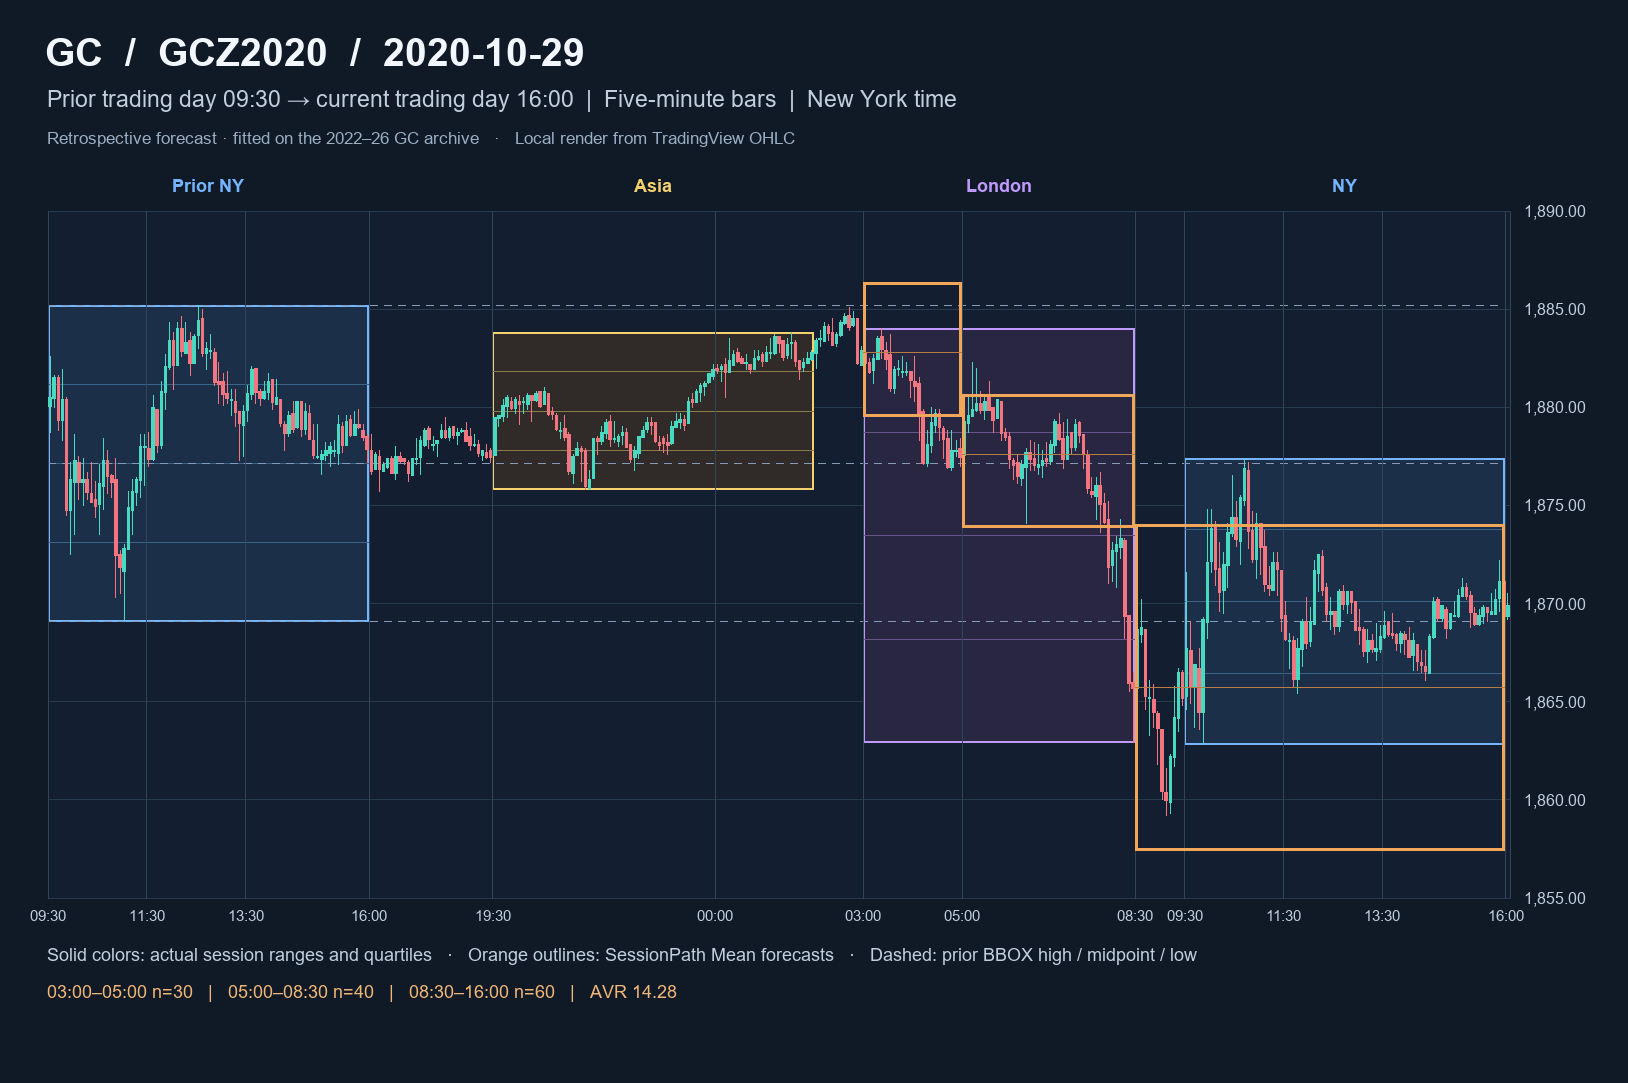 GC / GCZ2020 / 2020-10-29
Prior trading day 09:30 → current trading day 16:00 | Five-minute bars | New York time
Retrospective forecast · fitted on the 2022–26 GC archive · Local render from TradingView OHLC
Prior NY Asia London NY
1,890.00
1,885.00
1,880.00
1,875.00
1,870.00
1,865.00
1,860.00
1,855.00
09:30 11:30 13:30 16:00 19:30 00:00 03:00 05:00 08:30 09:30 11:30 13:30 16:00
Solid colors: actual session ranges and quartiles · Orange outlines: SessionPath Mean forecasts · Dashed: prior BBOX high / midpoint / low
03:00–05:00 n=30 | 05:00–08:30 n=40 | 08:30–16:00 n=60 | AVR 14.28